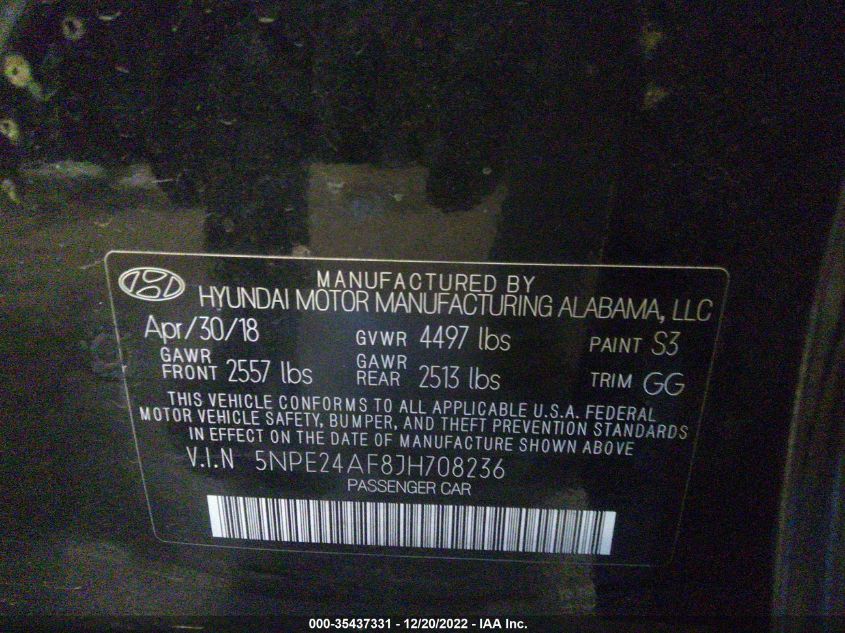 MANUFACTURED BY
HYUNDAI MOTOR MANUFACTURING ALABAMA, LLC
Apr/30/18 GVWR 4497 lbs PAINT S3
GAWR FRONT 2557 lbs GAWR REAR 2513 lbs TRIM GG
THIS VEHICLE CONFORMS TO ALL APPLICABLE U.S.A. FEDERAL
MOTOR VEHICLE SAFETY, BUMPER, AND THEFT PREVENTION STANDARDS
IN EFFECT ON THE DATE OF MANUFACTURE SHOWN ABOVE
V.I.N 5NPE24AF8JH708236
PASSENGER CAR
000-35437331 - 12/20/2022 - IAA Inc.